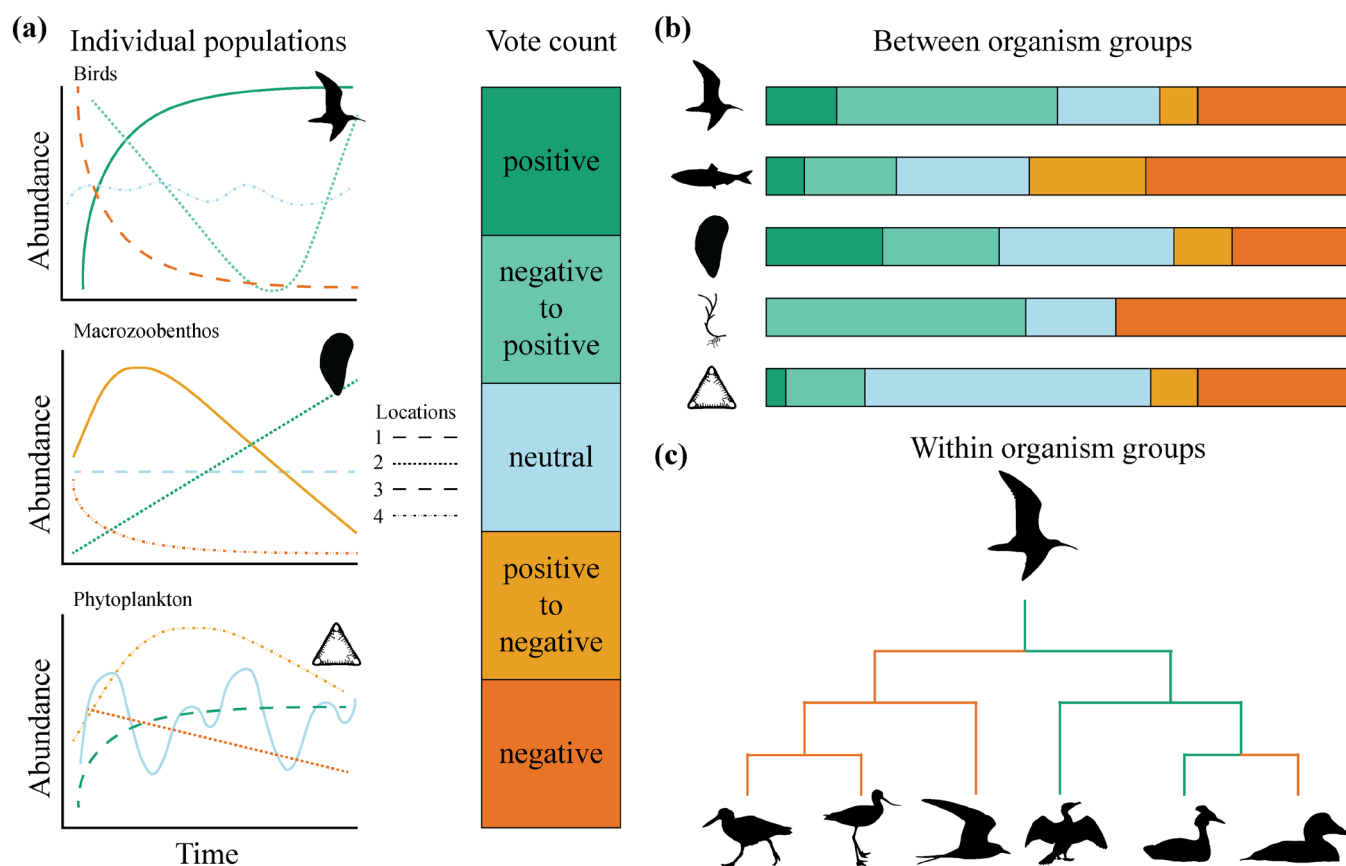 (a)
Individual populations
Birds
Abundance
Macrozoobenthos
Abundance
Locations
1
2
3
4
Phytoplankton
Abundance
Time
Vote count
positive
negative
to
positive
neutral
positive
to
negative
negative
(b)
Between organism groups
(c)
Within organism groups